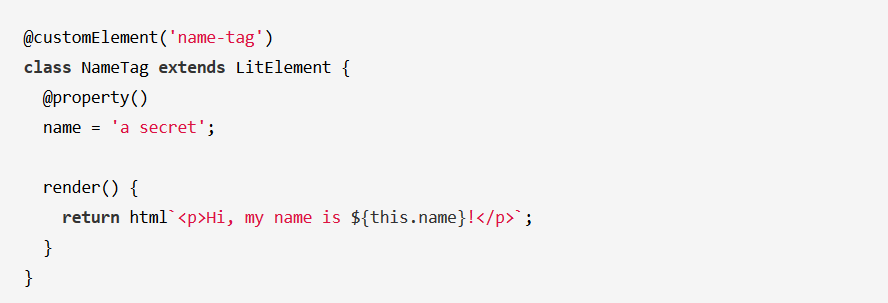 @customElement('name-tag')
class NameTag extends LitElement {
  @property()
  name = 'a secret';

  render() {
    return html`<p>Hi, my name is ${this.name}!</p>`;
  }
}